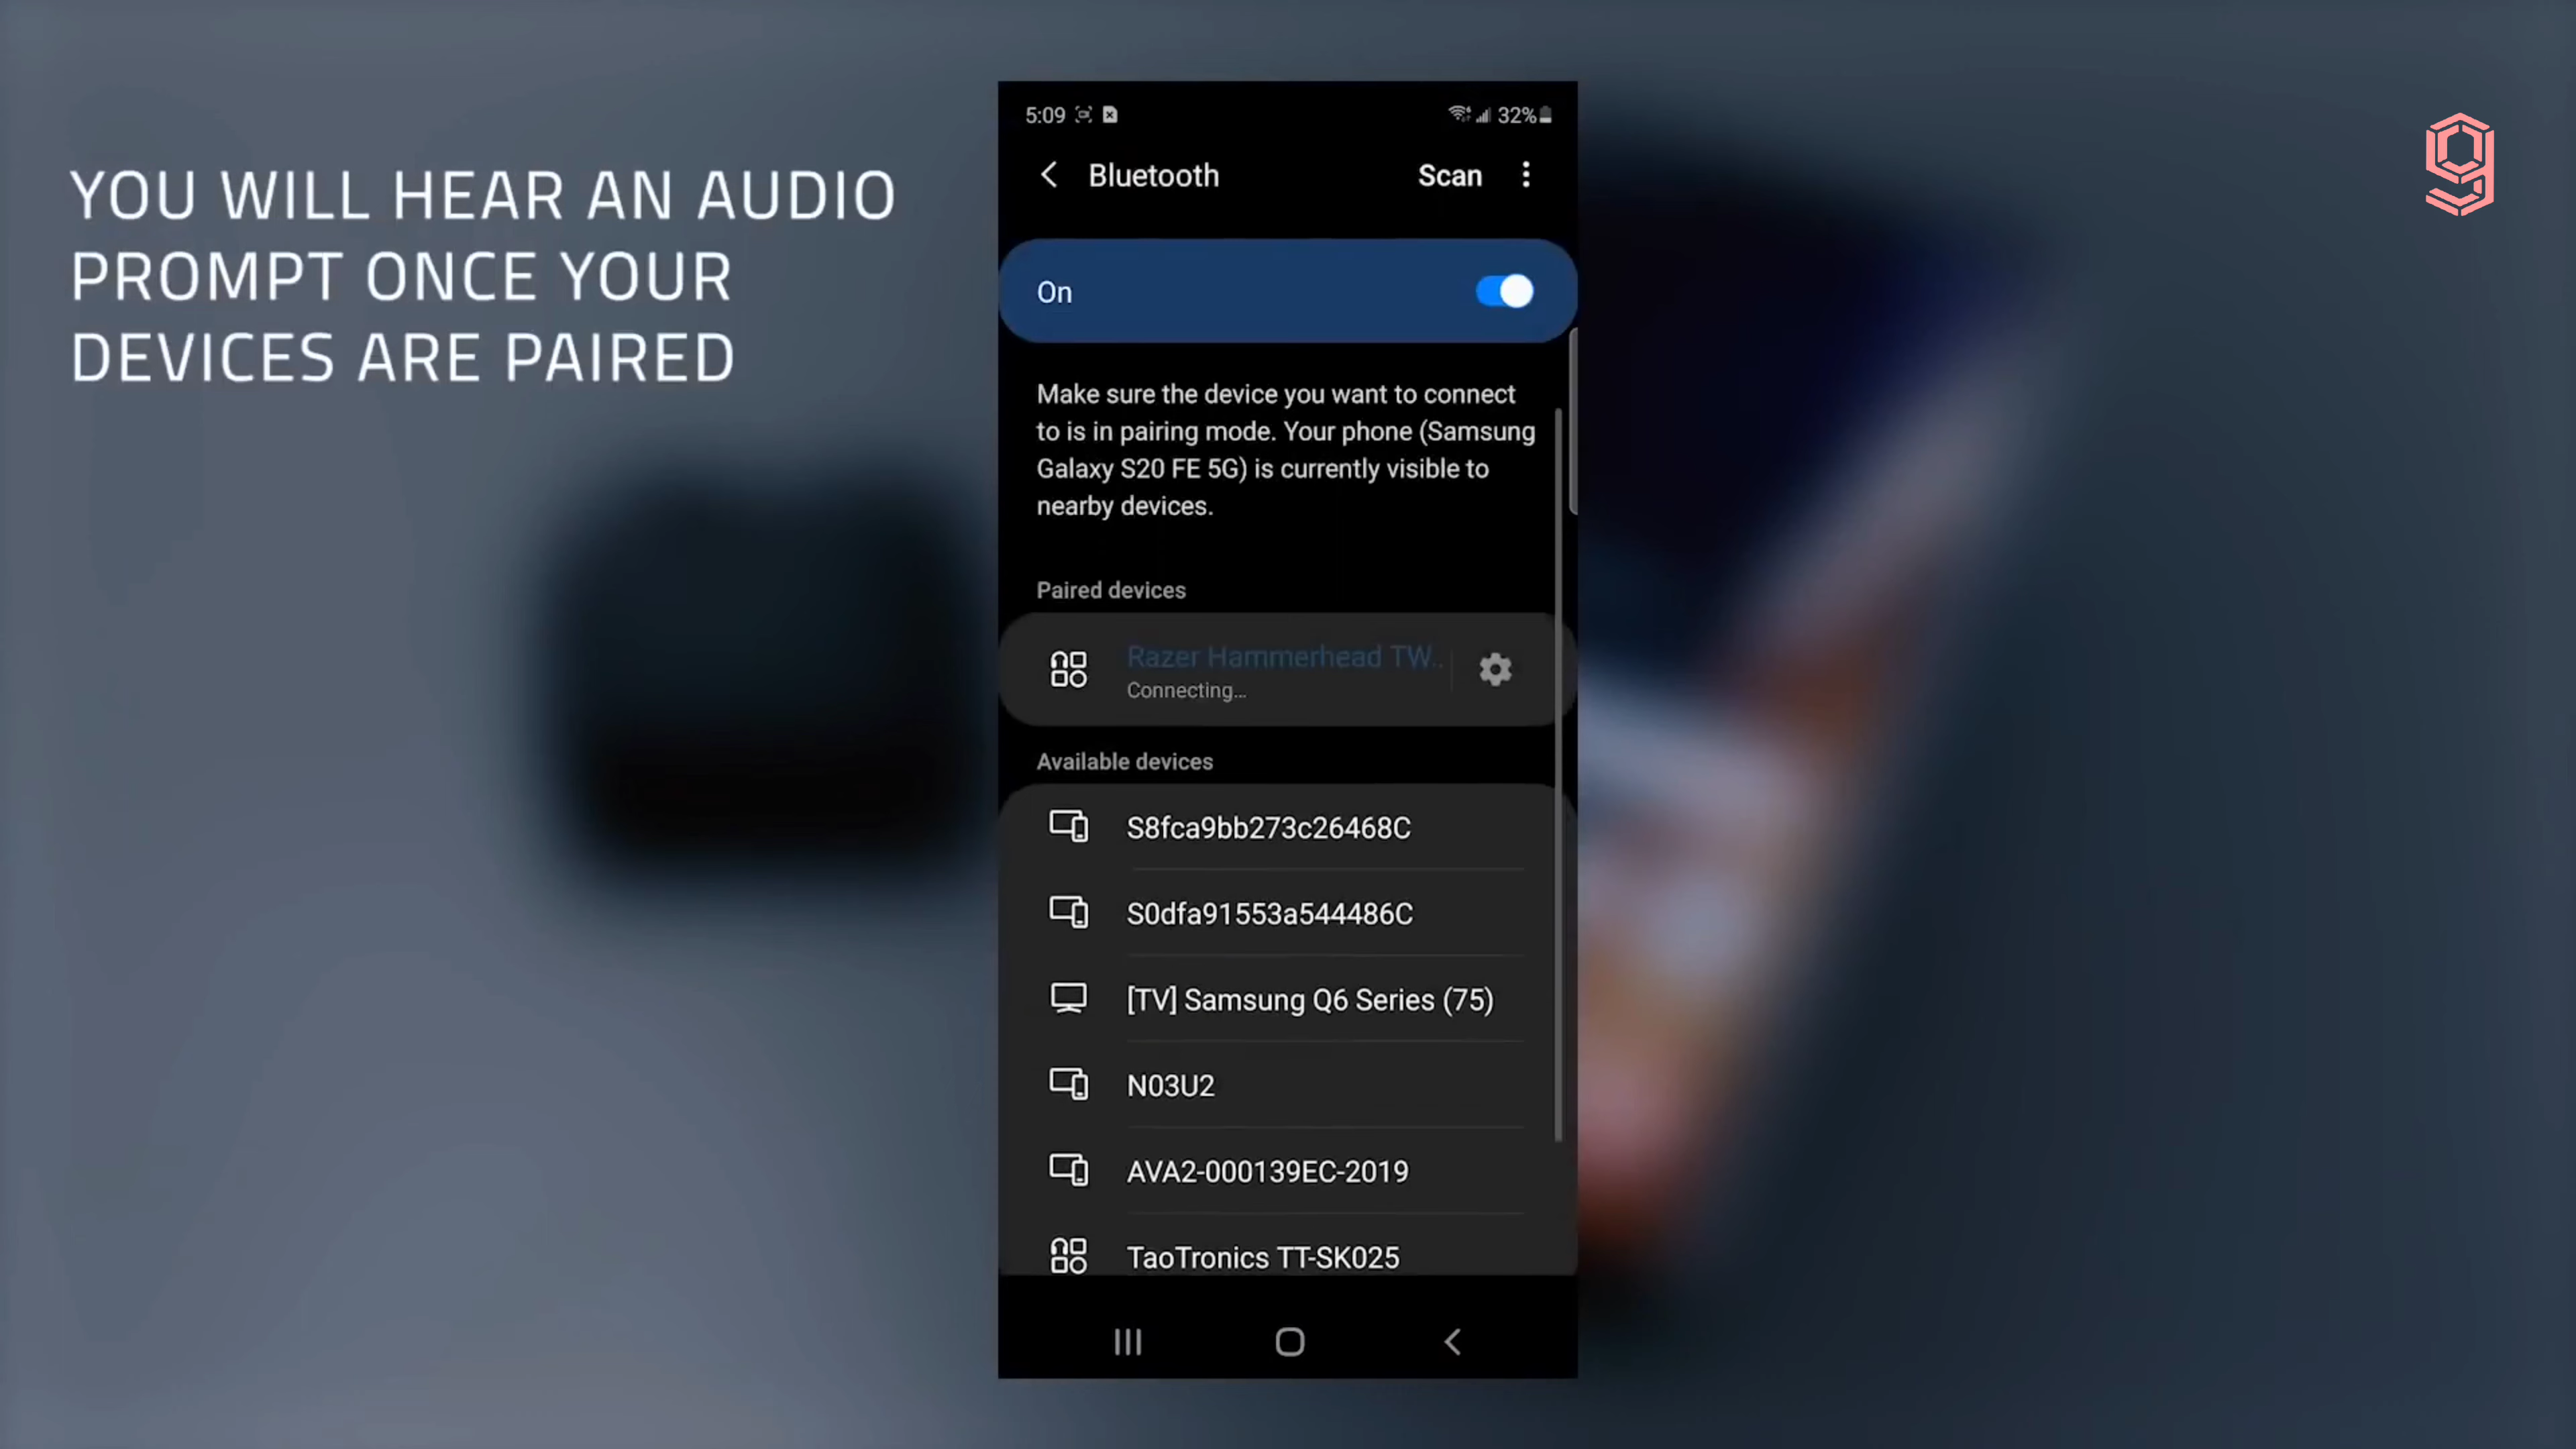 YOU WILL HEAR AN AUDIO
PROMPT ONCE YOUR
DEVICES ARE PAIRED
5:09
32%
Bluetooth
Scan
On
Make sure the device you want to connect
to is in pairing mode. Your phone (Samsung
Galaxy S20 FE 5G) is currently visible to
nearby devices.
Paired devices
Razer Hammerhead TW..
Connecting...
Available devices
S8fca9bb273c26468C
S0dfa91553a544486C
[TV] Samsung Q6 Series (75)
N03U2
AVA2-000139EC-2019
TaoTronics TT-SK025